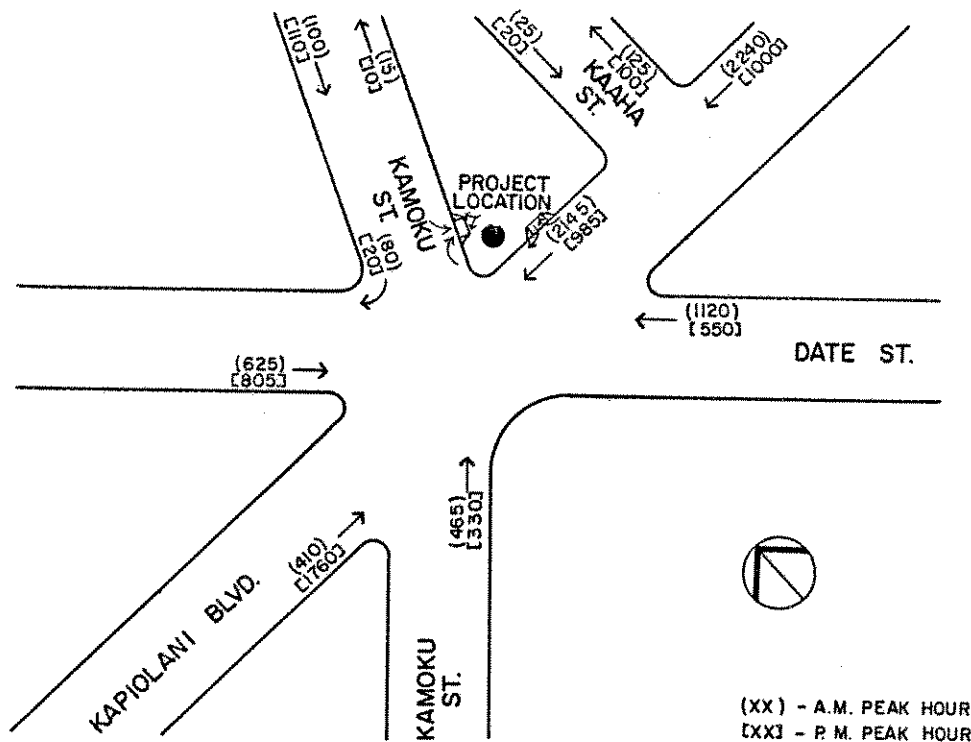 (100)
[110]
(15)
[10]
(25)
[20]
(125)
[100]
KAAHA
ST.
(2240)
[1000]
KAMOKU
ST.
PROJECT
LOCATION
(2145)
[985]
(80)
[20]
(1120)
[550]
DATE ST.
(625)
[805]
(465)
[330]
(410)
[1760]
KAPIOLANI BLVD.
KAMOKU
ST.
(XX) - A.M. PEAK HOUR
[XX] - P.M. PEAK HOUR